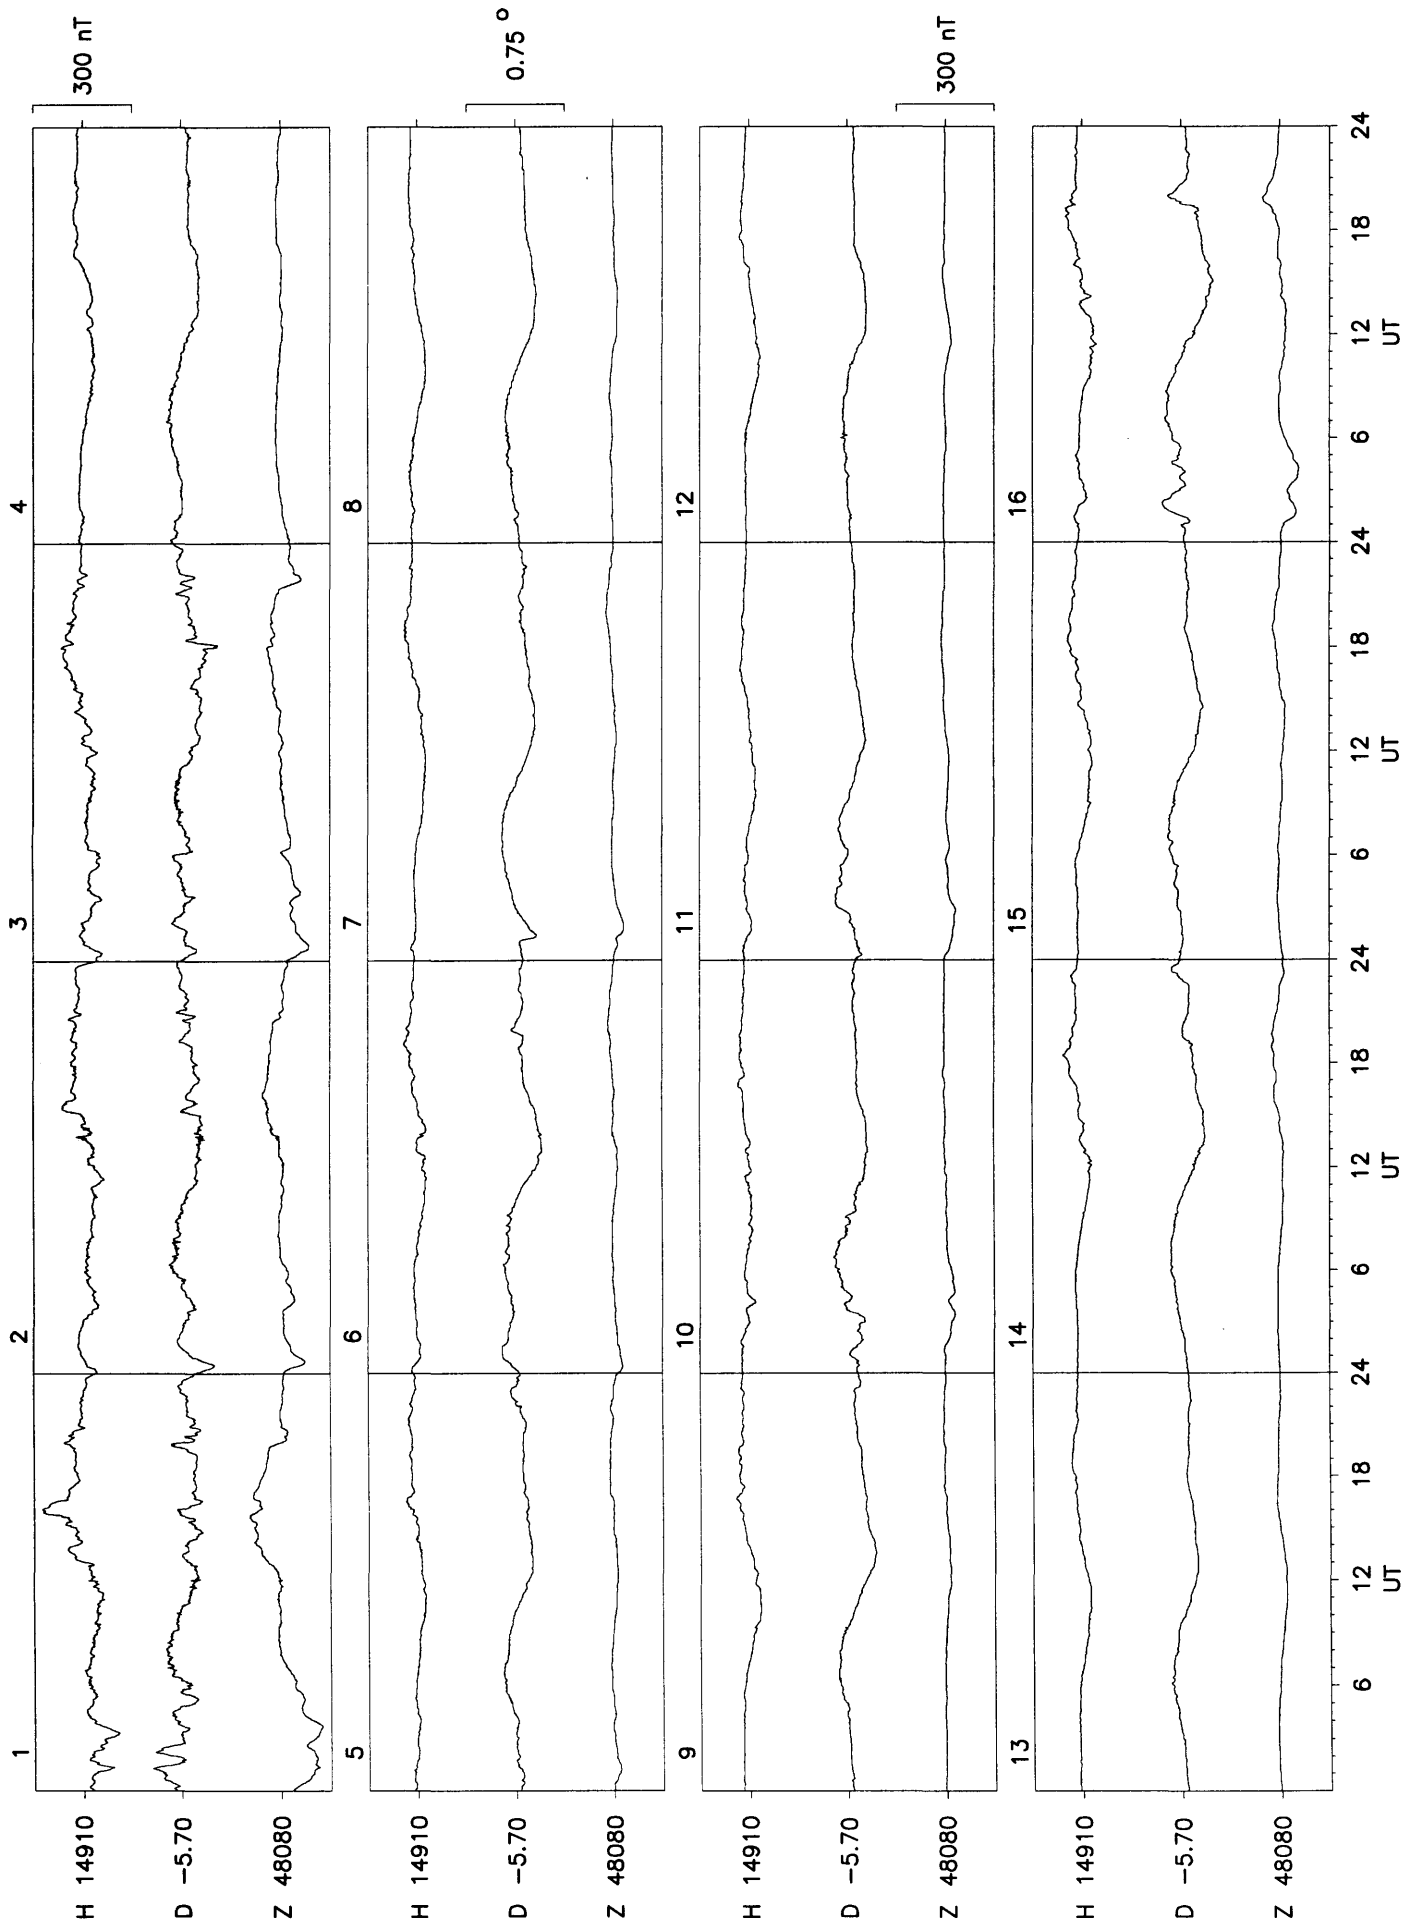 1 2 3 4
H 14910
D -5.70
Z 48080
300 nT
5 6 7 8
H 14910
D -5.70
Z 48080
0.75 °
9 10 11 12
H 14910
D -5.70
Z 48080
300 nT
13 14 15 16
H 14910
D -5.70
Z 48080
6 12 18 24 6 12 18 24 6 12 18 24 6 12 18 24
UT UT UT UT